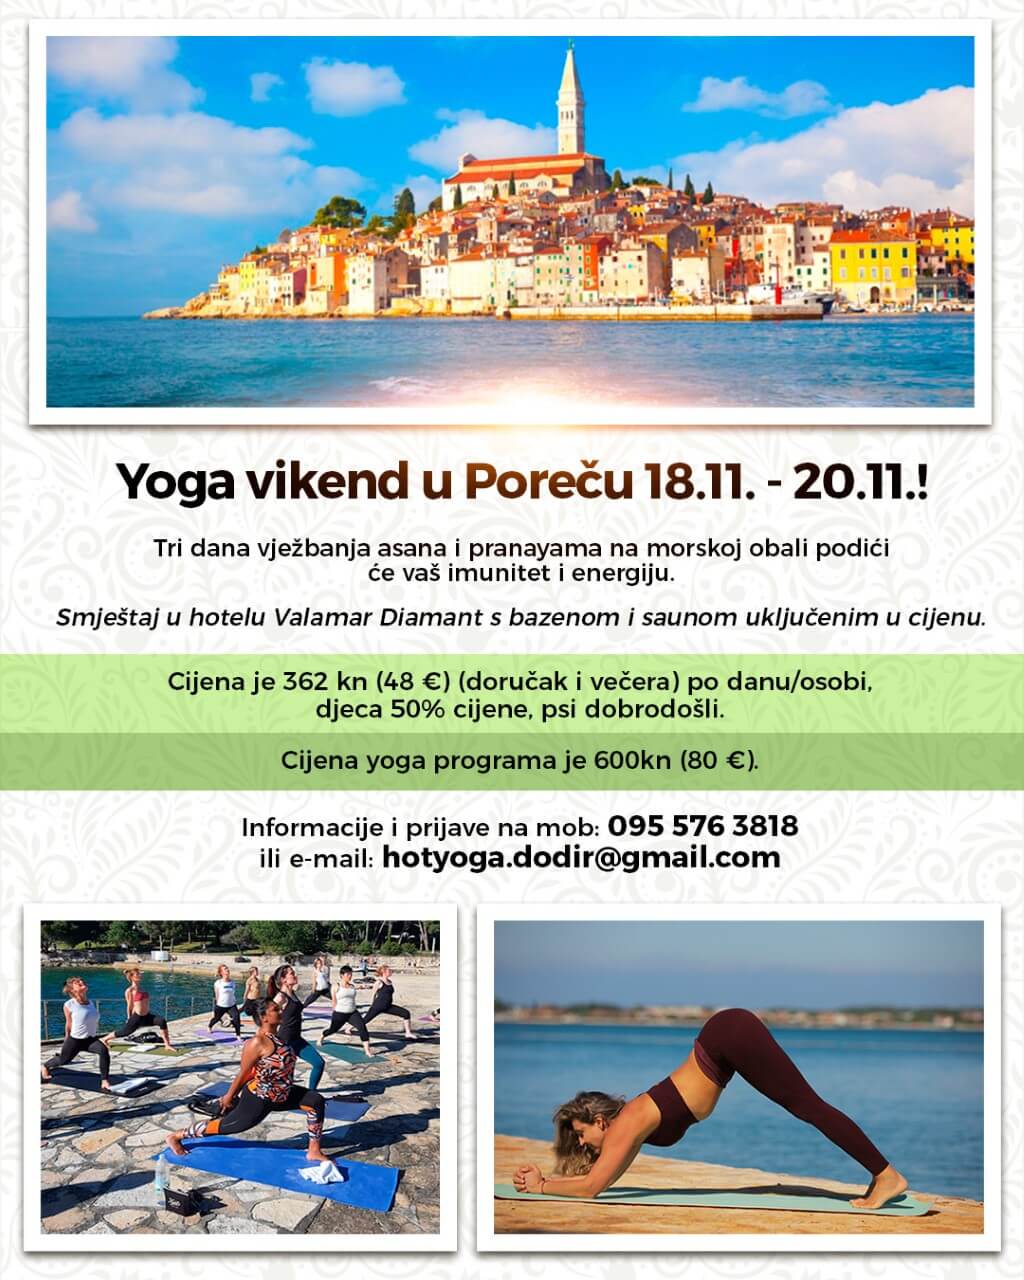 Yoga vikend u Poreču 18.11. - 20.11.!
Tri dana vježbanja asana i pranayama na morskoj obali podići
će vaš imunitet i energiju.
Smještaj u hotelu Valamar Diamant s bazenom i saunom uključenim u cijenu.
Cijena je 362 kn (48 €) (doručak i večera) po danu/osobi,
djeca 50% cijene, psi dobrodošli.
Cijena yoga programa je 600kn (80 €).
Informacije i prijave na mob: 095 576 3818
ili e-mail: hotyoga.dodir@gmail.com